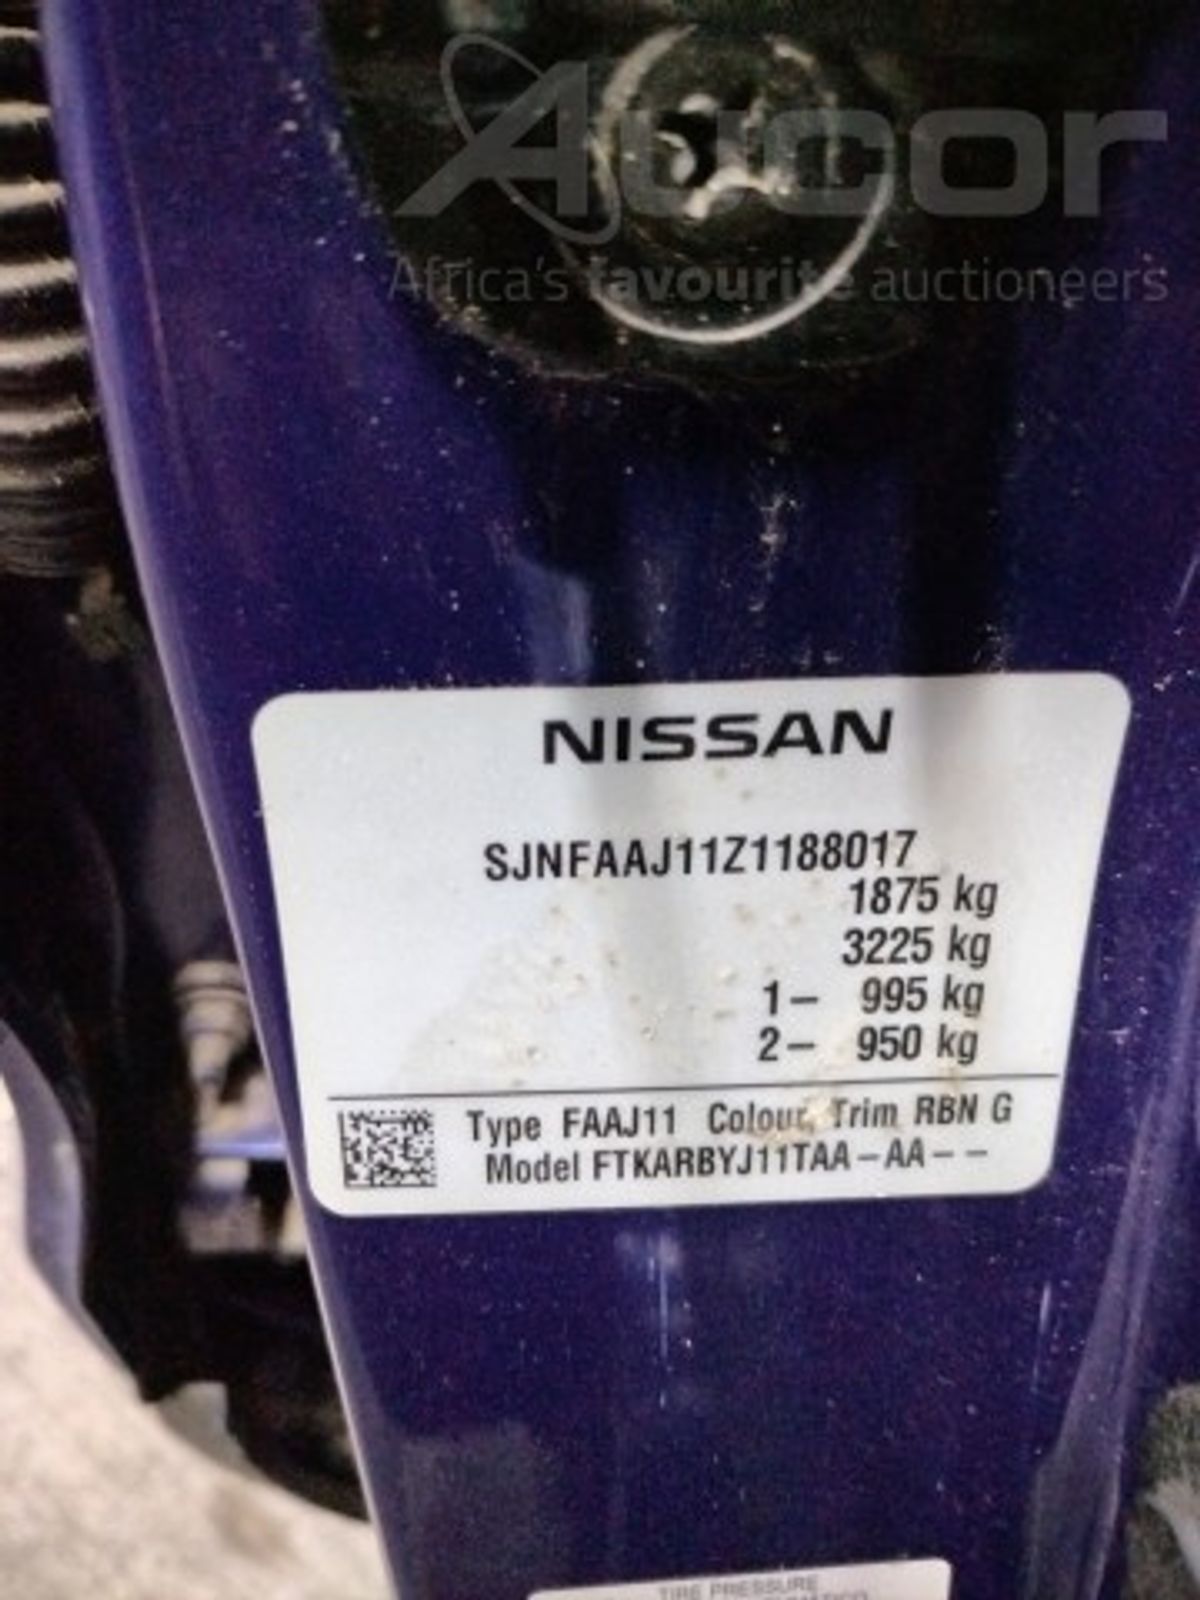 Aucor
Africa's favourite auctioneers
NISSAN
SJNFAAJ11Z1188017
1875 kg
3225 kg
1– 995 kg
2– 950 kg
Type FAAJ11 Colour, Trim RBN G
Model FTKARBYJ11TAA–AA––
TIRE PRESSURE